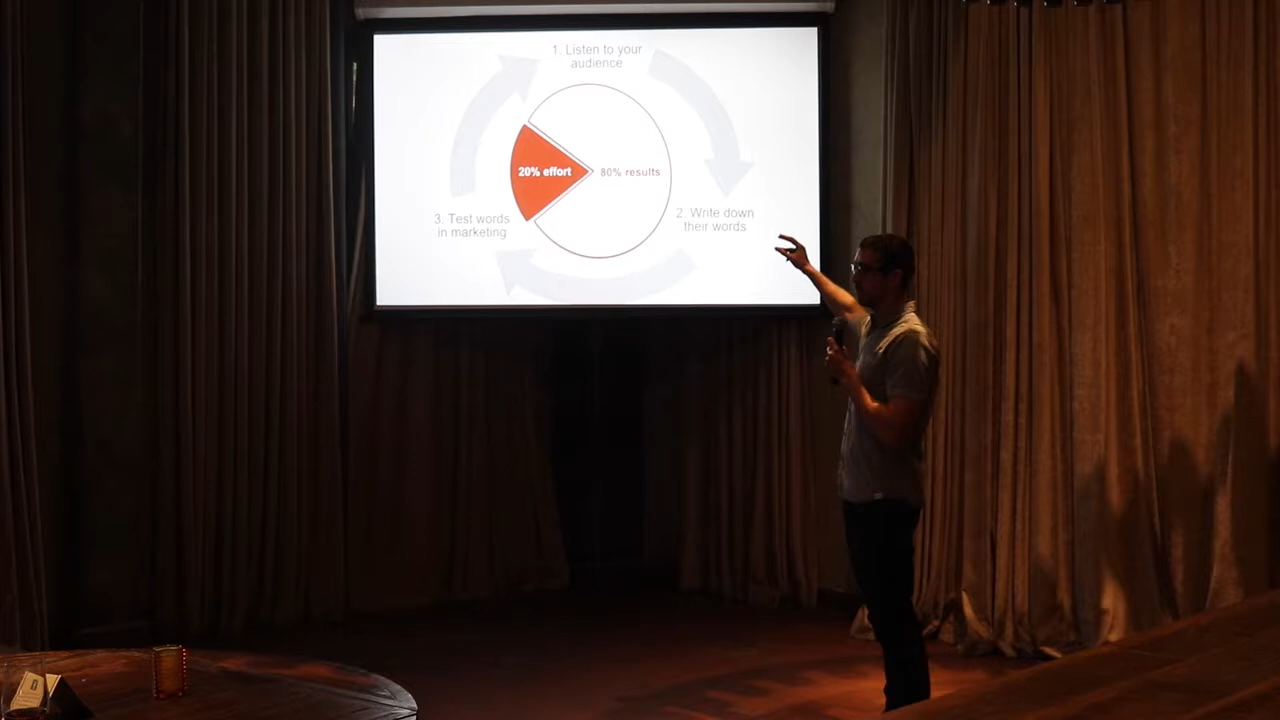 1. Listen to your
audience
20% effort
80% results
3. Test words
in marketing
2. Write down
their words